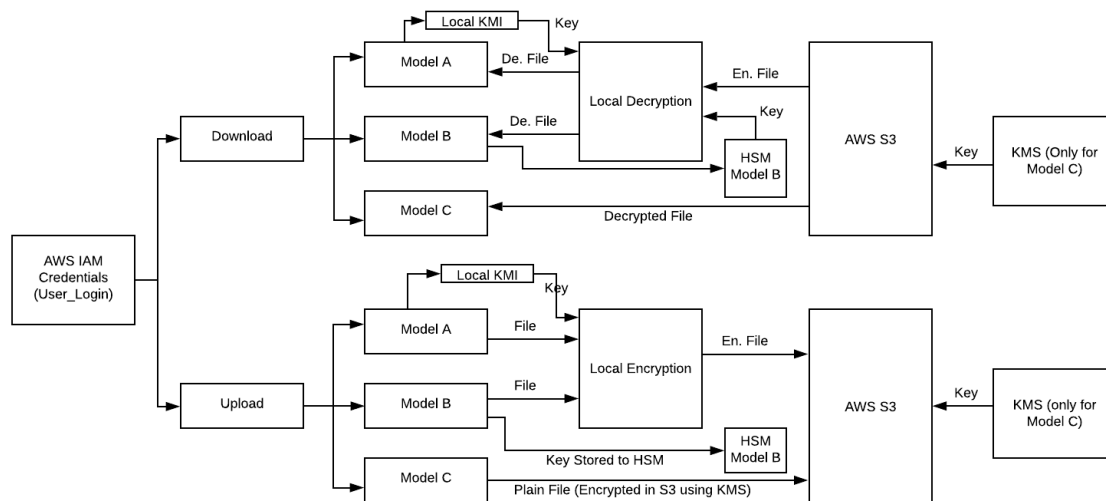 Local KMI
Key
Model A
De. File
En. File
Local Decryption
Key
Download
Model B
De. File
AWS S3
HSM
Model B
Key
KMS (Only for
Model C)
Model C
Decrypted File
AWS IAM
Credentials
(User_Login)
Local KMI
Key
Model A
File
En. File
Local Encryption
Upload
Model B
File
AWS S3
Key
KMS (only for
Model C)
HSM
Model B
Key Stored to HSM
Model C
Plain File (Encrypted in S3 using KMS)